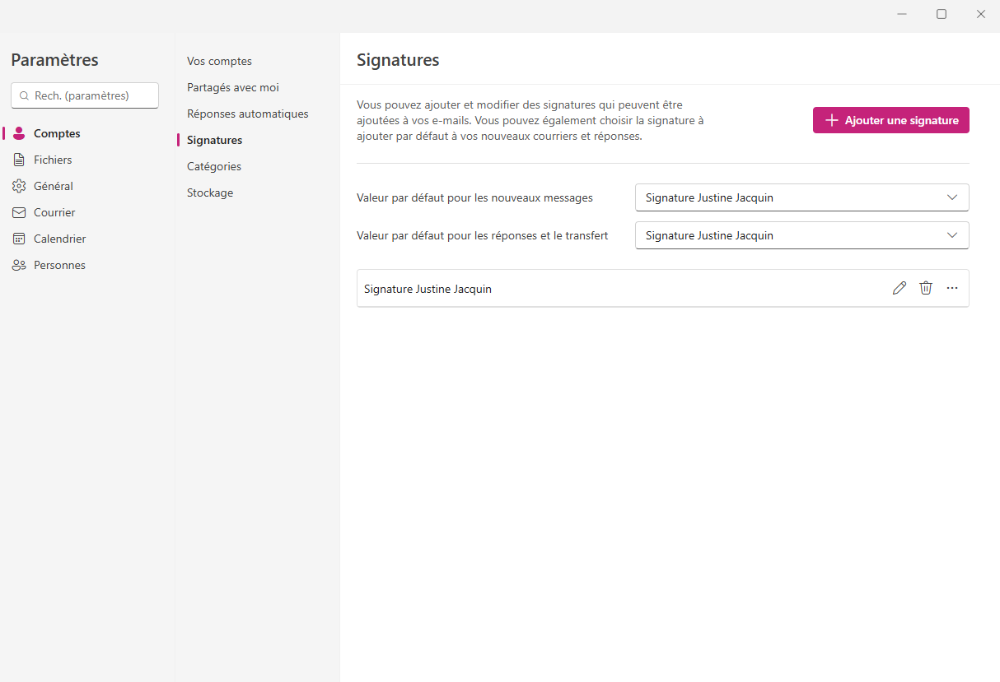 Paramètres
Rech. (paramètres)
Comptes
Fichiers
Général
Courrier
Calendrier
Personnes
Vos comptes
Partagés avec moi
Réponses automatiques
Signatures
Catégories
Stockage
Signatures
Vous pouvez ajouter et modifier des signatures qui peuvent être
ajoutées à vos e-mails. Vous pouvez également choisir la signature à
ajouter par défaut à vos nouveaux courriers et réponses.
Ajouter une signature
Valeur par défaut pour les nouveaux messages
Signature Justine Jacquin
Valeur par défaut pour les réponses et le transfert
Signature Justine Jacquin
Signature Justine Jacquin